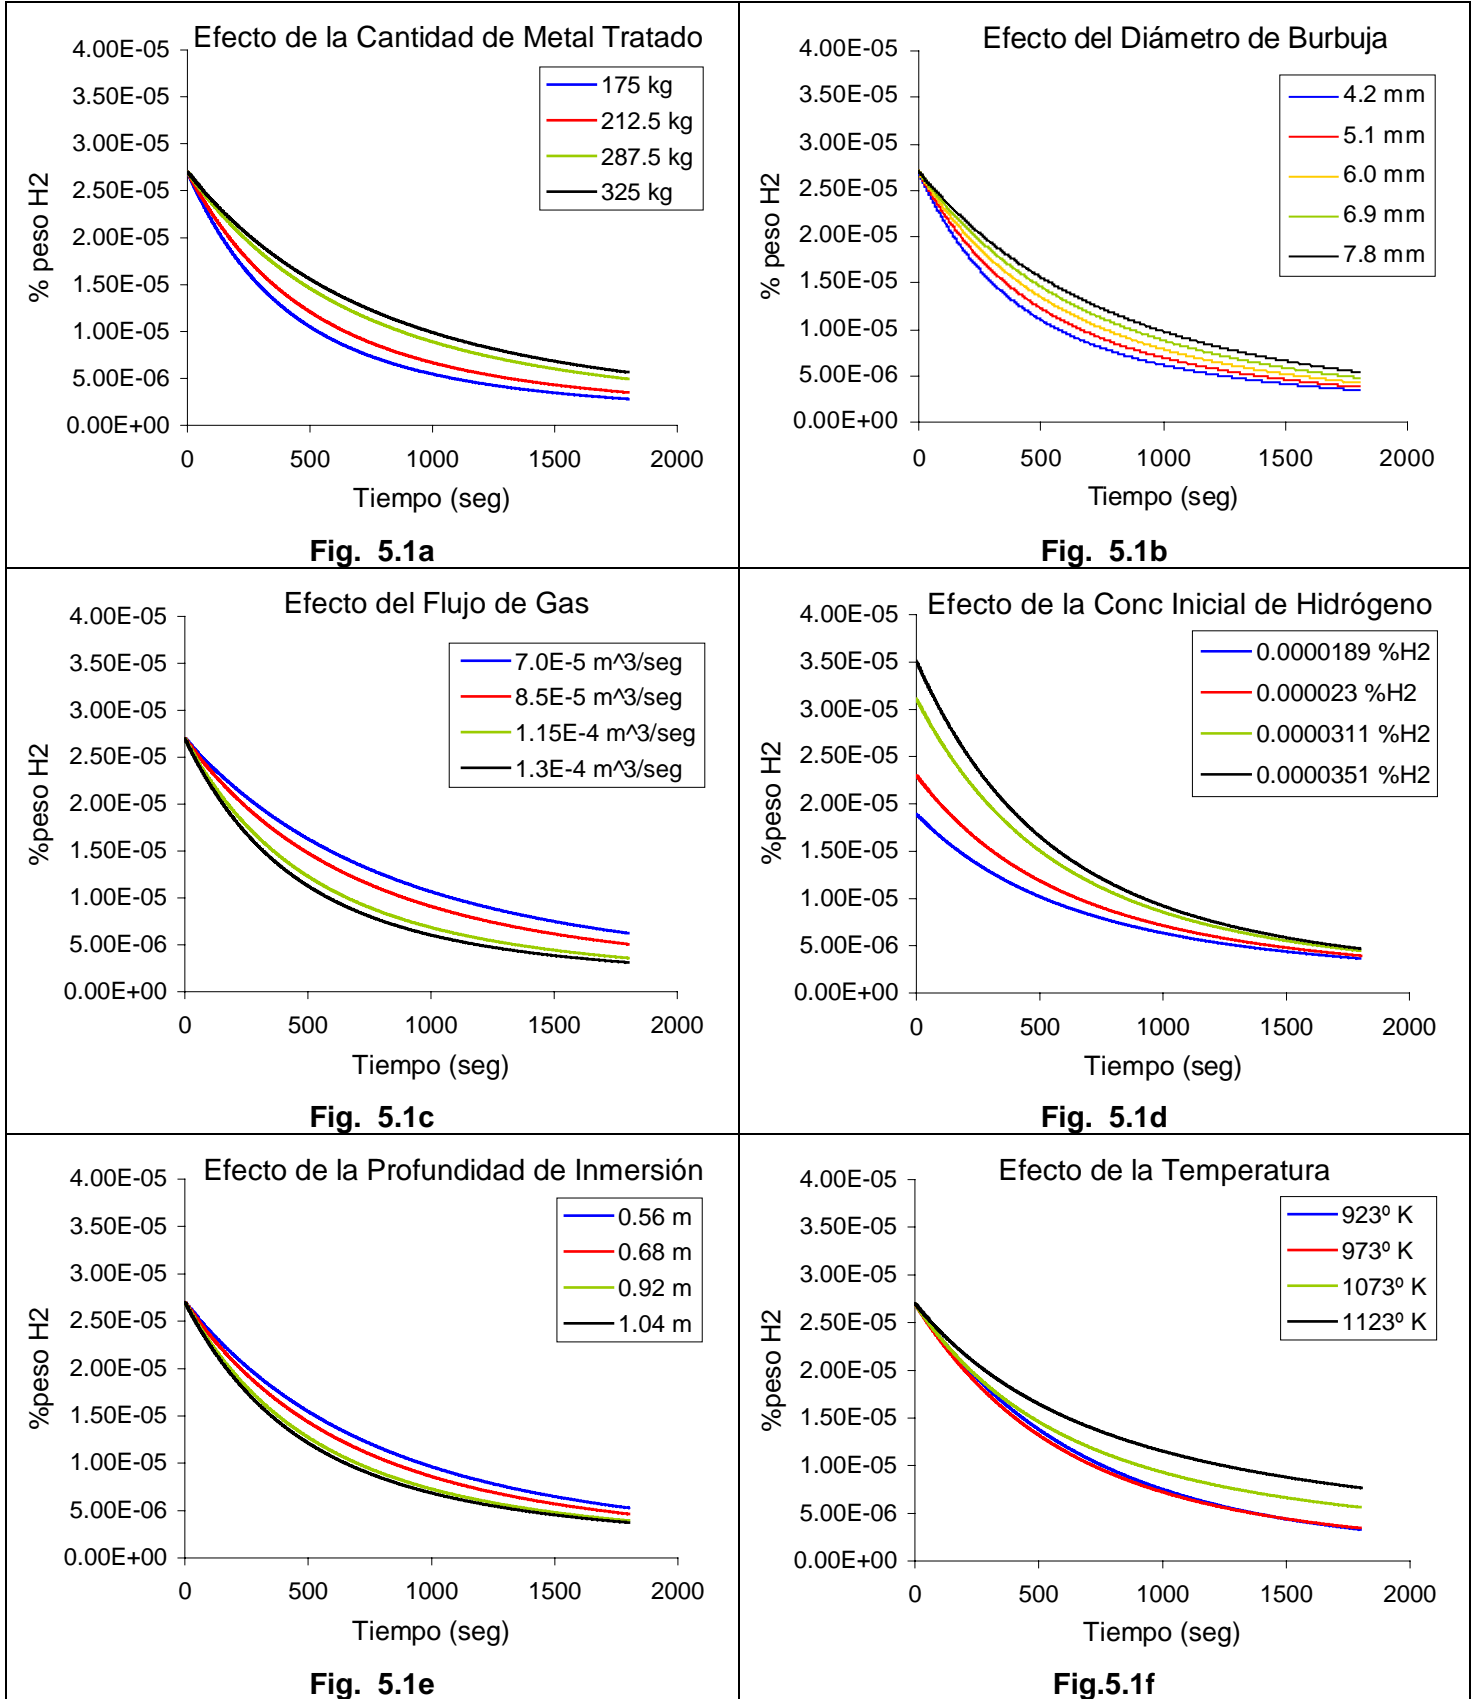 Efecto de la Cantidad de Metal Tratado
4.00E-05
3.50E-05
3.00E-05
2.50E-05
2.00E-05
1.50E-05
1.00E-05
5.00E-06
0.00E+00
% peso H2
175 kg
212.5 kg
287.5 kg
325 kg
0 500 1000 1500 2000
Tiempo (seg)
Fig. 5.1a
Efecto del Diámetro de Burbuja
4.00E-05
3.50E-05
3.00E-05
2.50E-05
2.00E-05
1.50E-05
1.00E-05
5.00E-06
0.00E+00
% peso H2
4.2 mm
5.1 mm
6.0 mm
6.9 mm
7.8 mm
0 500 1000 1500 2000
Tiempo (seg)
Fig. 5.1b
Efecto del Flujo de Gas
4.00E-05
3.50E-05
3.00E-05
2.50E-05
2.00E-05
1.50E-05
1.00E-05
5.00E-06
0.00E+00
%peso H2
7.0E-5 m^3/seg
8.5E-5 m^3/seg
1.15E-4 m^3/seg
1.3E-4 m^3/seg
0 500 1000 1500 2000
Tiempo (seg)
Fig. 5.1c
Efecto de la Conc Inicial de Hidrógeno
4.00E-05
3.50E-05
3.00E-05
2.50E-05
2.00E-05
1.50E-05
1.00E-05
5.00E-06
0.00E+00
%peso H2
0.0000189 %H2
0.000023 %H2
0.0000311 %H2
0.0000351 %H2
0 500 1000 1500 2000
Tiempo (seg)
Fig. 5.1d
Efecto de la Profundidad de Inmersión
4.00E-05
3.50E-05
3.00E-05
2.50E-05
2.00E-05
1.50E-05
1.00E-05
5.00E-06
0.00E+00
%peso H2
0.56 m
0.68 m
0.92 m
1.04 m
0 500 1000 1500 2000
Tiempo (seg)
Fig. 5.1e
Efecto de la Temperatura
4.00E-05
3.50E-05
3.00E-05
2.50E-05
2.00E-05
1.50E-05
1.00E-05
5.00E-06
0.00E+00
%peso H2
923º K
973º K
1073º K
1123º K
0 500 1000 1500 2000
Tiempo (seg)
Fig.5.1f